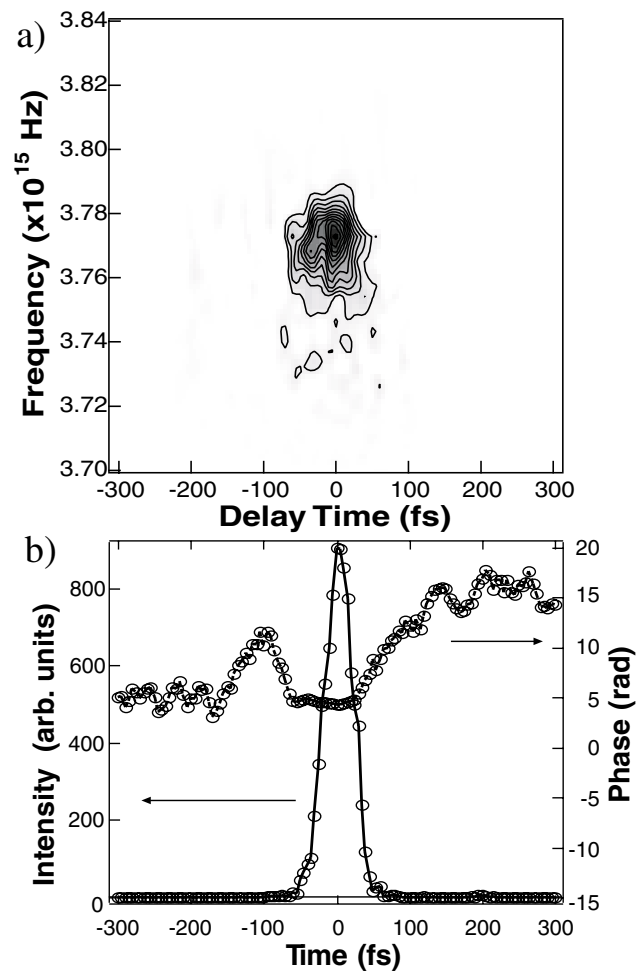 a)
Frequency (x10¹⁵ Hz)
3.84
3.82
3.80
3.78
3.76
3.74
3.72
3.70
-300 -200 -100 0 100 200 300
Delay Time (fs)
b)
Intensity (arb. units)
800
600
400
200
0
20
15
10
5
0
-5
-10
-15
Phase (rad)
-300 -200 -100 0 100 200 300
Time (fs)